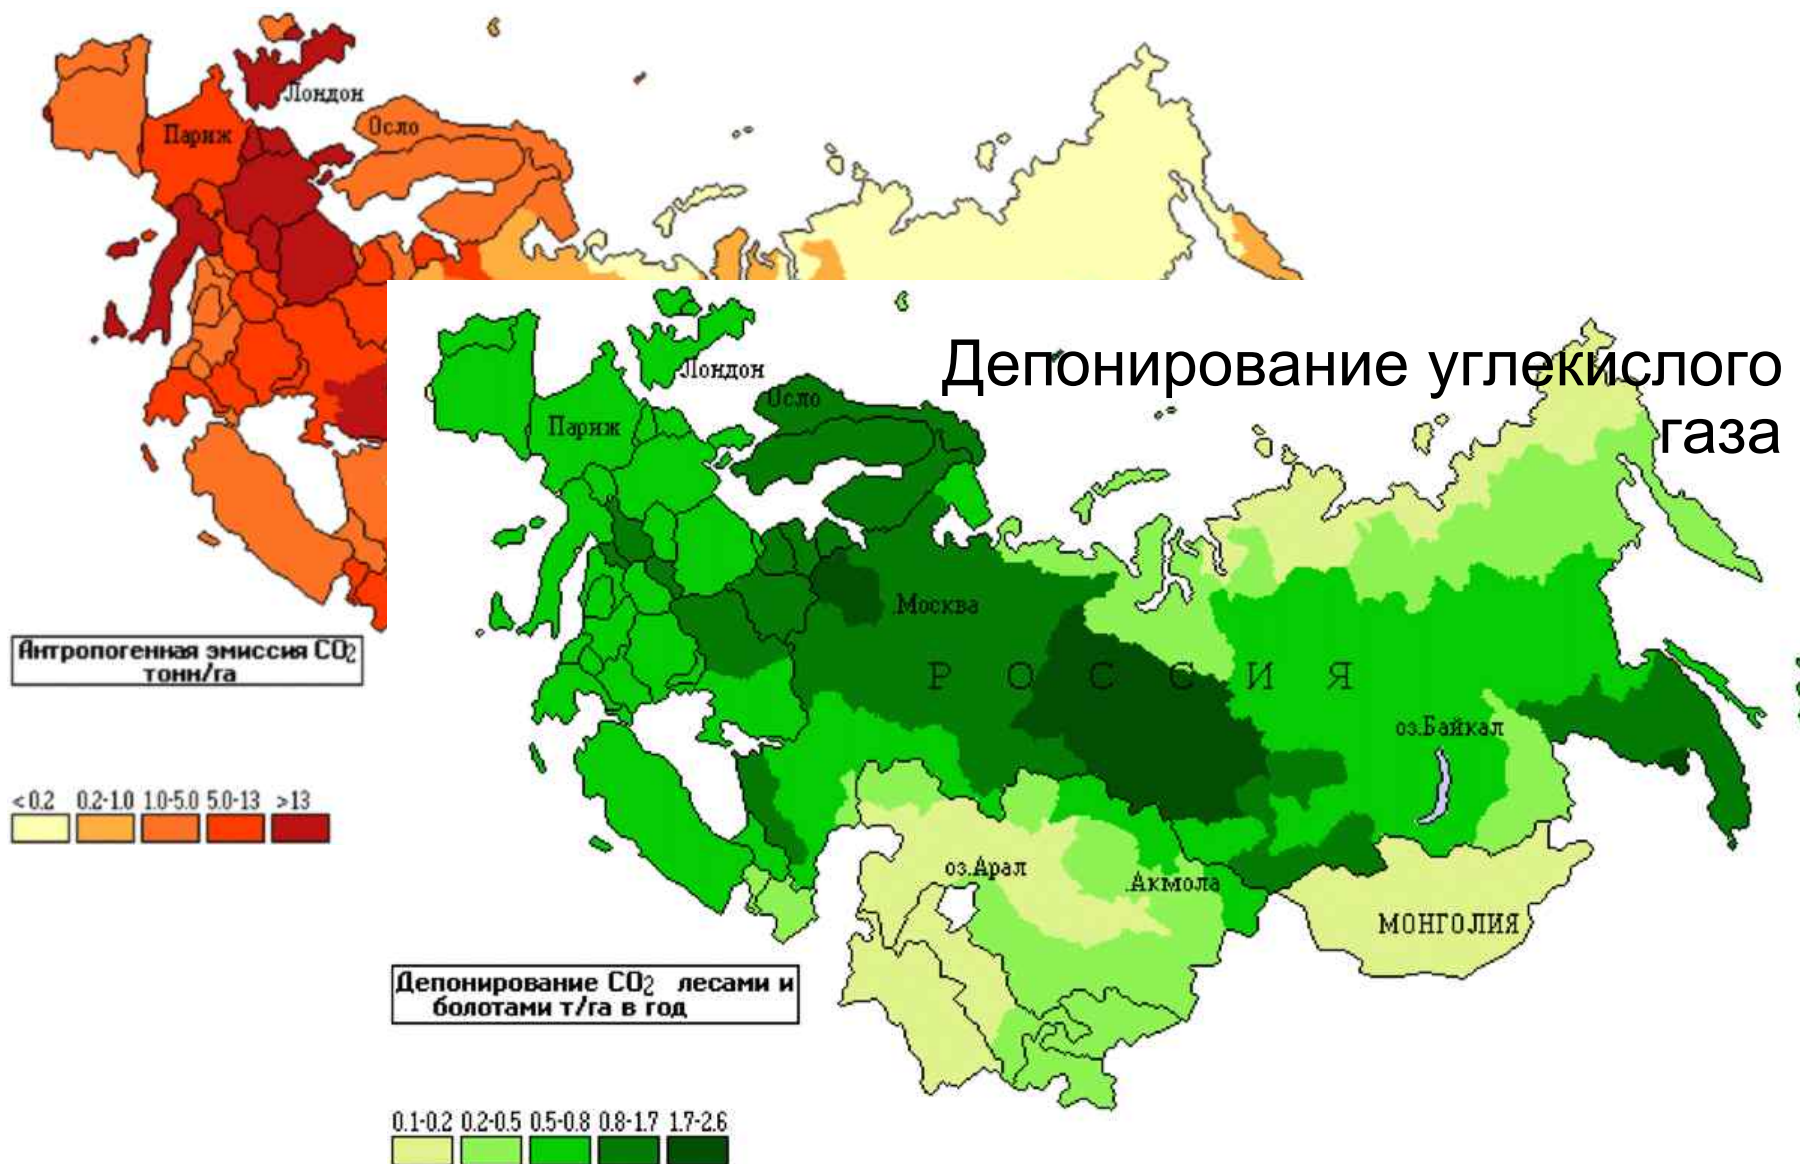 Лондон
Париж
Осло
Депонирование углекислого
газа
Лондон
Осло
Париж
.Москва
РОССИЯ
оз.Байкал
оз.Арал
.Акмола
МОНГОЛИЯ
Антропогенная эмиссия CO2
тонн/га
<0.2 0.2-1.0 1.0-5.0 5.0-13 >13
Депонирование CO2 лесами и
болотами т/га в год
0.1-0.2 0.2-0.5 0.5-0.8 0.8-1.7 1.7-2.6